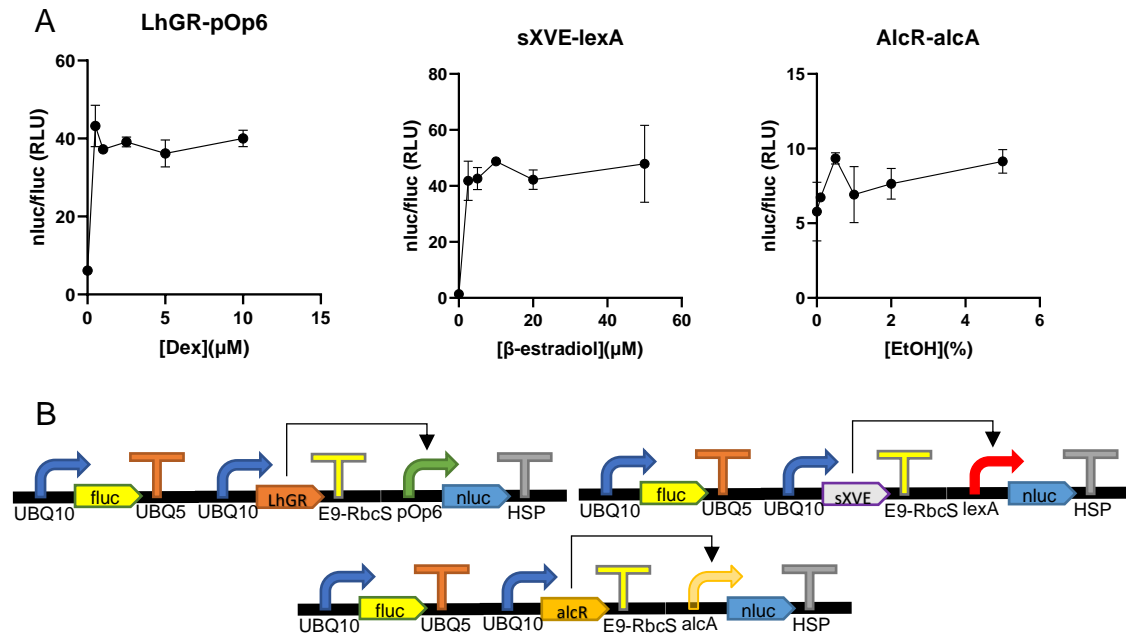 A
LhGR-pOp6
nluc/fluc (RLU)
60
40
20
0
0 5 10 15
[Dex](µM)
sXVE-lexA
nluc/fluc (RLU)
80
60
40
20
0
0 20 40 60
[β-estradiol](µM)
AlcR-alcA
nluc/fluc (RLU)
15
10
5
0
0 2 4 6
[EtOH](%)
B
fluc LhGR nluc
UBQ10 UBQ5 UBQ10 E9-RbcS pOp6 HSP
fluc sXVE nluc
UBQ10 UBQ5 UBQ10 E9-RbcS lexA HSP
fluc alcR nluc
UBQ10 UBQ5 UBQ10 E9-RbcS alcA HSP